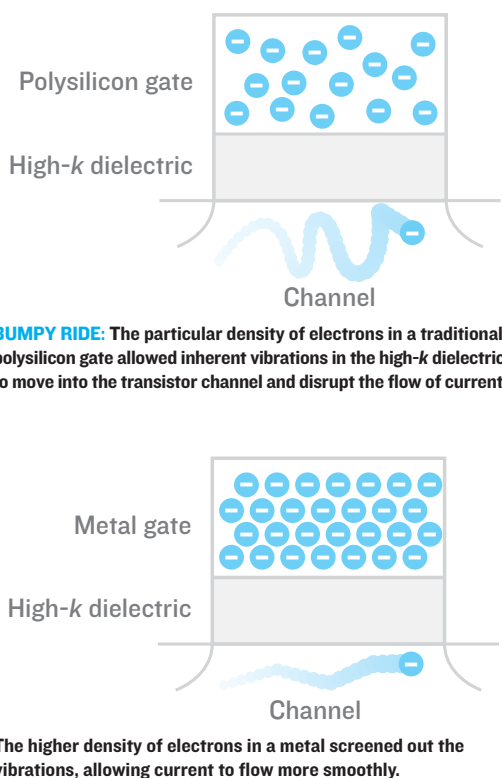 Polysilicon gate
High-k dielectric
Channel
BUMPY RIDE: The particular density of electrons in a traditional
polysilicon gate allowed inherent vibrations in the high-k dielectric
to move into the transistor channel and disrupt the flow of current
Metal gate
High-k dielectric
Channel
The higher density of electrons in a metal screened out the
vibrations, allowing current to flow more smoothly.